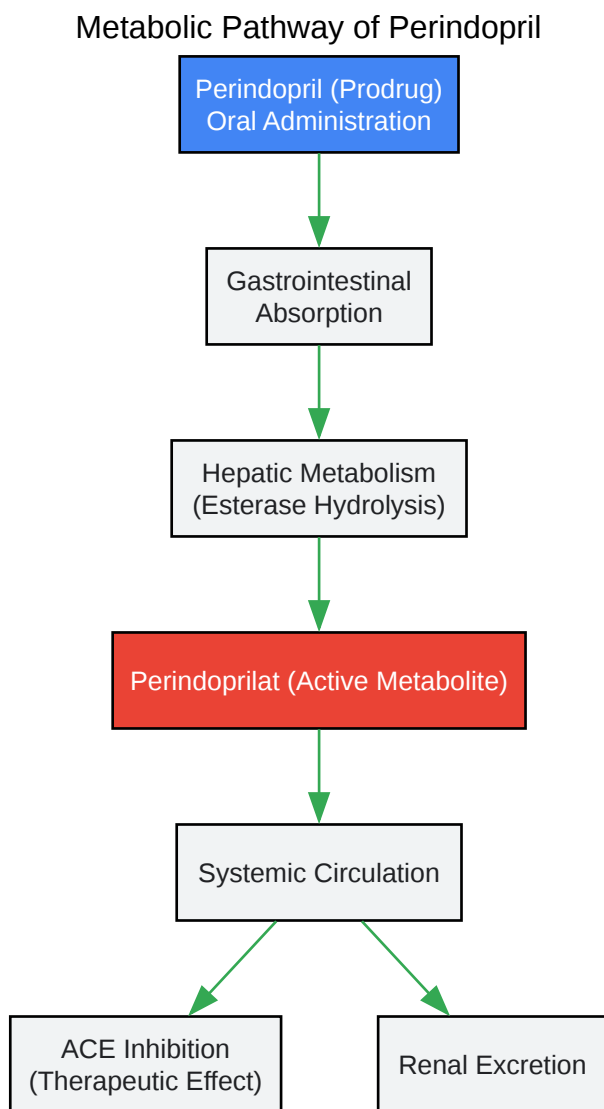 Metabolic Pathway of Perindopril
Perindopril (Prodrug)
Oral Administration
Gastrointestinal
Absorption
Hepatic Metabolism
(Esterase Hydrolysis)
Perindoprilat (Active Metabolite)
Systemic Circulation
ACE Inhibition
(Therapeutic Effect)
Renal Excretion